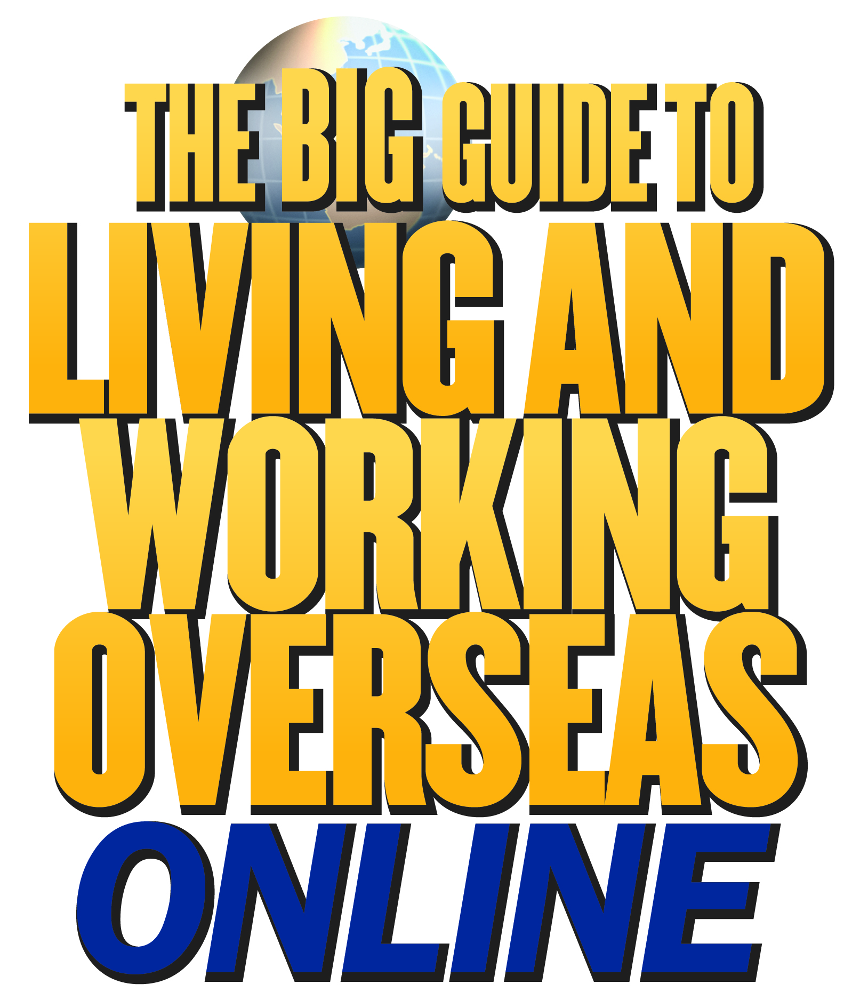 THE BIG GUIDE TO
LIVING AND
WORKING
OVERSEAS
ONLINE